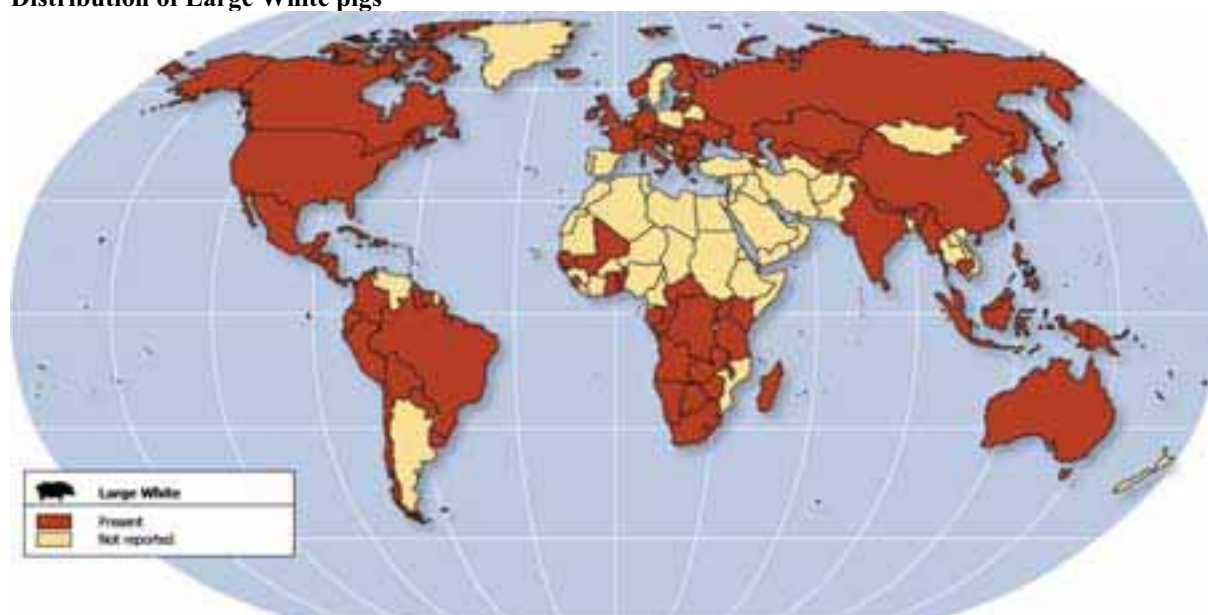 Distribution of Large White pigs
Large White
Present
Not reported